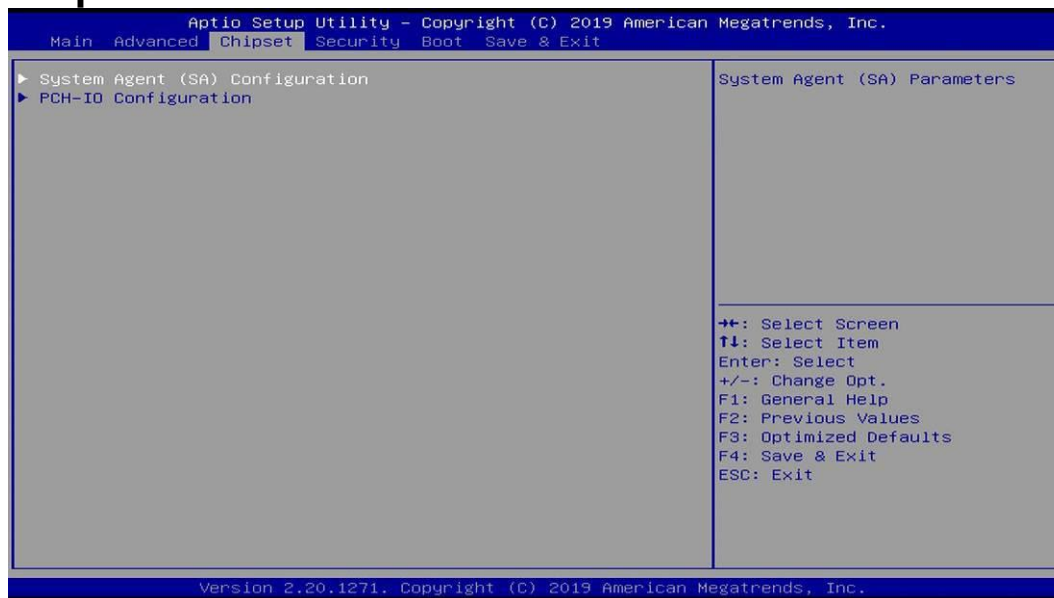 Aptio Setup Utility – Copyright (C) 2019 American Megatrends, Inc.
Main Advanced Chipset Security Boot Save & Exit
▶ System Agent (SA) Configuration
▶ PCH-IO Configuration
System Agent (SA) Parameters
→←: Select Screen
↑↓: Select Item
Enter: Select
+/-: Change Opt.
F1: General Help
F2: Previous Values
F3: Optimized Defaults
F4: Save & Exit
ESC: Exit
Version 2.20.1271. Copyright (C) 2019 American Megatrends, Inc.